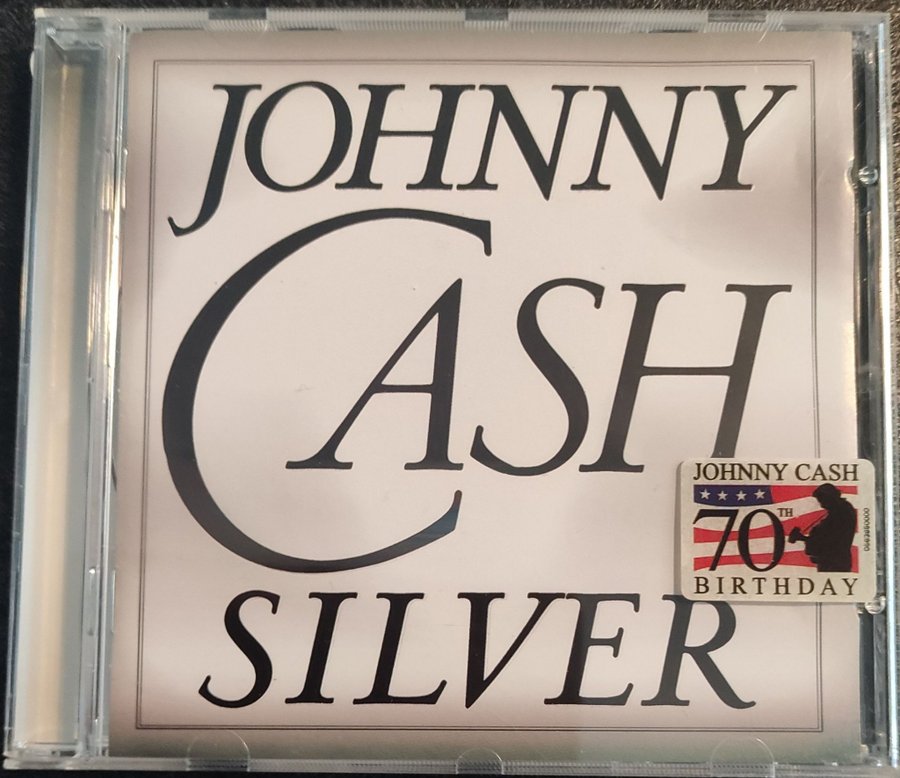 JOHNNY
CASH
SILVER
JOHNNY CASH
70TH
BIRTHDAY